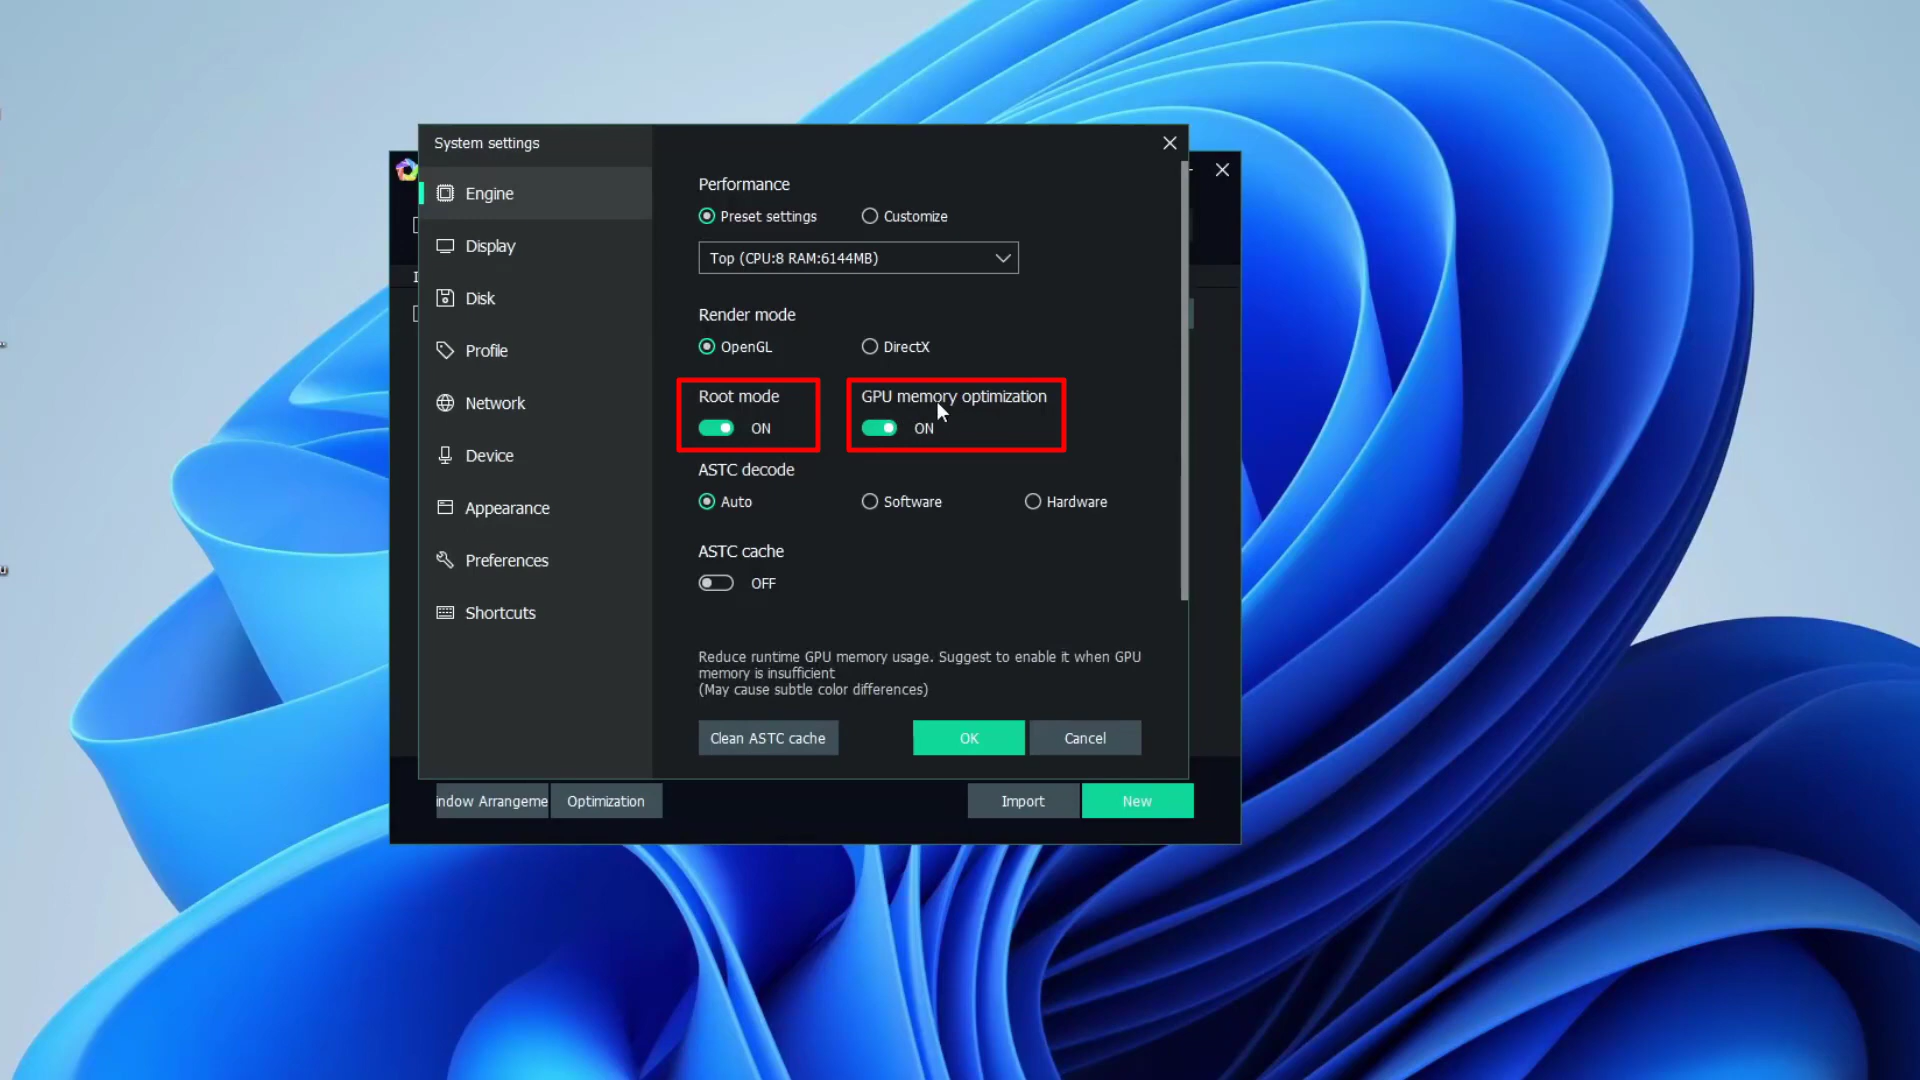 System settings
Engine
Display
Disk
Profile
Network
Device
Appearance
Preferences
Shortcuts
Performance
Preset settings Customize
Top (CPU:8 RAM:6144MB)
Render mode
OpenGL DirectX
Root mode GPU memory optimization
ON ON
ASTC decode
Auto Software Hardware
ASTC cache
OFF
Reduce runtime GPU memory usage. Suggest to enable it when GPU
memory is insufficient
(May cause subtle color differences)
Clean ASTC cache OK Cancel
indow Arrangeme Optimization Import New